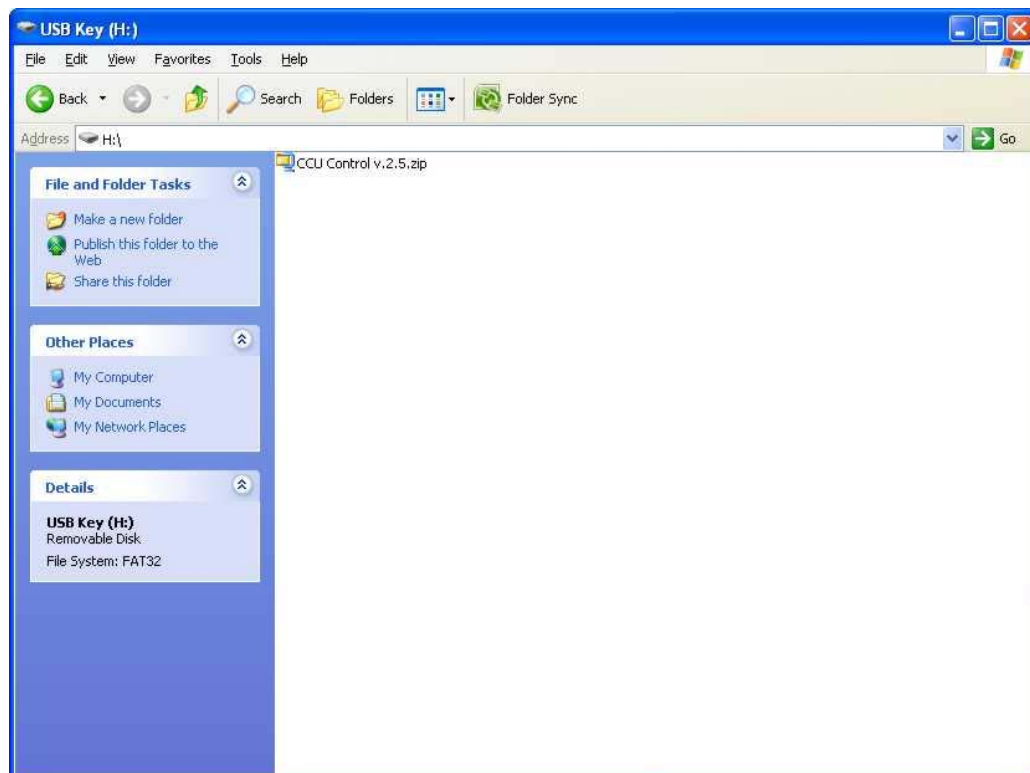 USB Key (H:)
File Edit View Favorites Tools Help
Back Search Folders Folder Sync
Address H:\ Go
CCU Control v.2.5.zip
File and Folder Tasks
Make a new folder
Publish this folder to the
Web
Share this folder
Other Places
My Computer
My Documents
My Network Places
Details
USB Key (H:)
Removable Disk
File System: FAT32